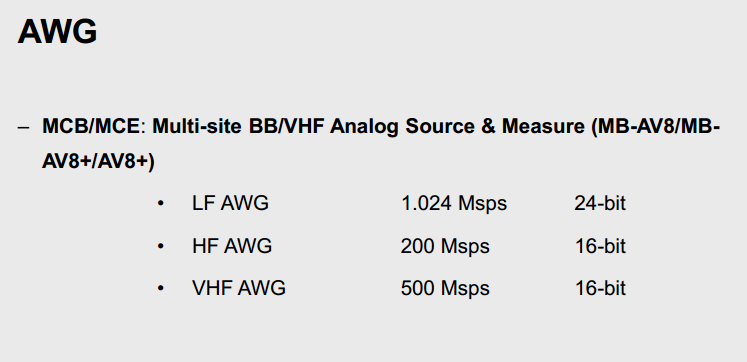 AWG
– MCB/MCE: Multi-site BB/VHF Analog Source & Measure (MB-AV8/MB-
AV8+/AV8+)
• LF AWG 1.024 Msps 24-bit
• HF AWG 200 Msps 16-bit
• VHF AWG 500 Msps 16-bit